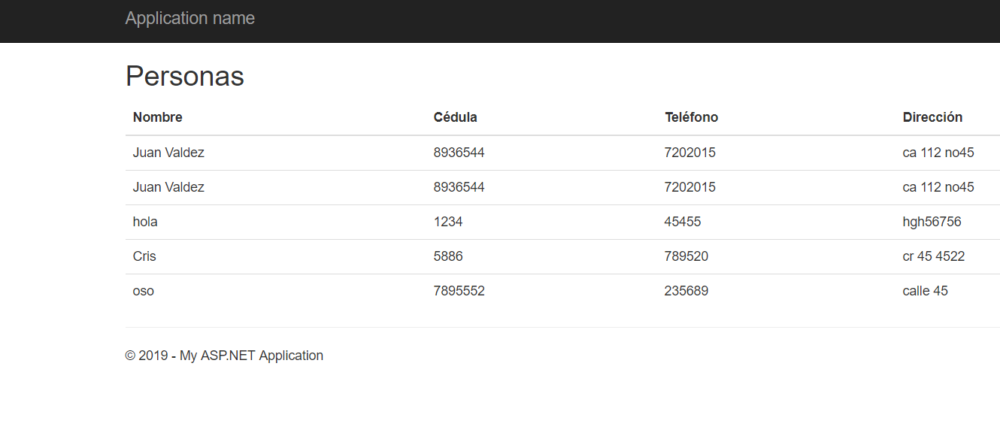 Application name
Personas
Nombre Cédula Teléfono Dirección
Juan Valdez 8936544 7202015 ca 112 no45
Juan Valdez 8936544 7202015 ca 112 no45
hola 1234 45455 hgh56756
Cris 5886 789520 cr 45 4522
oso 7895552 235689 calle 45
© 2019 - My ASP.NET Application